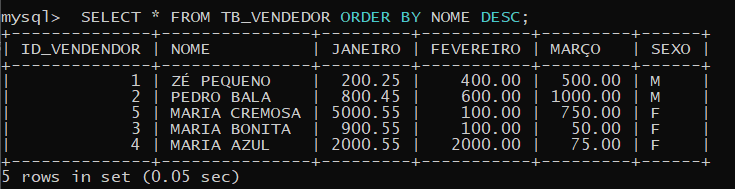 mysql>  SELECT * FROM TB_VENDEDOR ORDER BY NOME DESC;
+--------------+---------------+---------+-----------+---------+------+
| ID_VENDENDOR | NOME          | JANEIRO | FEVEREIRO | MARÇO   | SEXO |
+--------------+---------------+---------+-----------+---------+------+
|            1 | ZÉ PEQUENO    |  200.25 |    400.00 |  500.00 | M    |
|            2 | PEDRO BALA    |  800.45 |    600.00 | 1000.00 | M    |
|            5 | MARIA CREMOSA | 5000.55 |    100.00 |  750.00 | F    |
|            3 | MARIA BONITA  |  900.55 |    100.00 |   50.00 | F    |
|            4 | MARIA AZUL    | 2000.55 |   2000.00 |   75.00 | F    |
+--------------+---------------+---------+-----------+---------+------+
5 rows in set (0.05 sec)